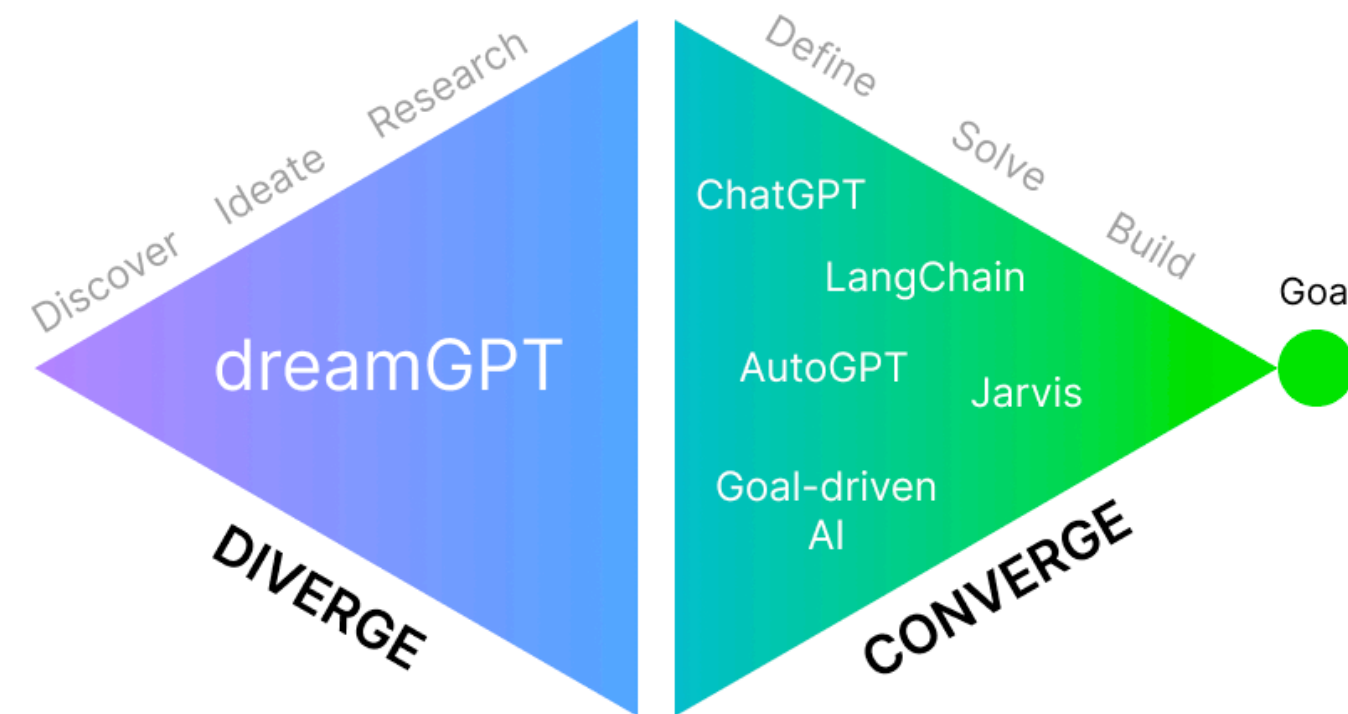 Discover
Ideate
Research
dreamGPT
DIVERGE
Define
Solve
Build
ChatGPT
LangChain
AutoGPT
Jarvis
Goal-driven
AI
CONVERGE
Goa